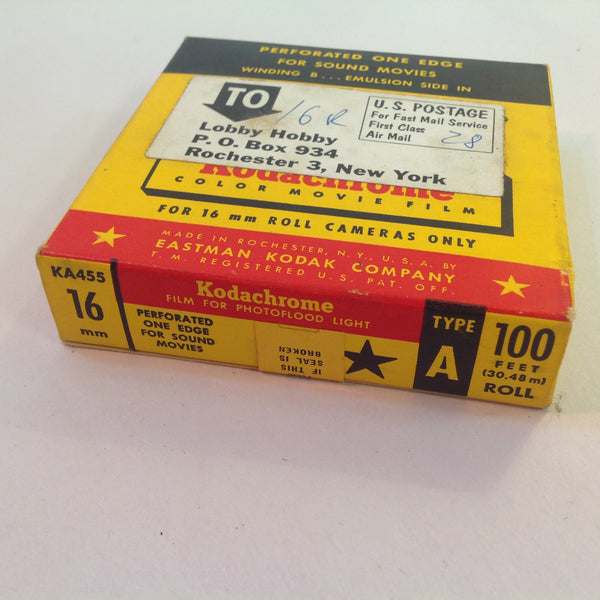 PERFORATED ONE EDGE
FOR SOUND MOVIES
WINDING B...EMULSION SIDE IN
TO
16 R
U.S. POSTAGE
For Fast Mail Service
First Class
Air Mail
28
Lobby Hobby
P. O. Box 934
Rochester 3, New York
Kodachrome
COLOR MOVIE FILM
FOR 16 mm ROLL CAMERAS ONLY
MADE IN ROCHESTER, N.Y., U.S.A. BY
EASTMAN KODAK COMPANY
T. M. REGISTERED U.S. PAT. OFF.
KA455
16
mm
PERFORATED
ONE EDGE
FOR SOUND
MOVIES
Kodachrome
FILM FOR PHOTOFLOOD LIGHT
IF THIS
SEAL IS
BROKEN
TYPE
A
100
FEET
(30.48 m)
ROLL